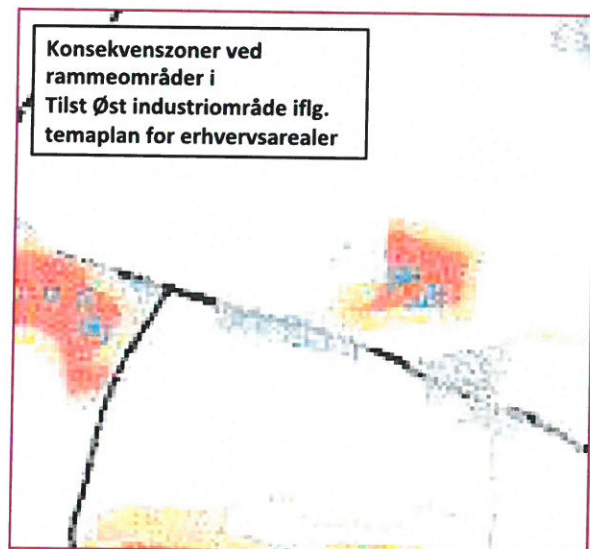 Konsekvenszoner ved
rammeområder i
Tilst Øst industriområde iflg.
temaplan for erhvervsarealer